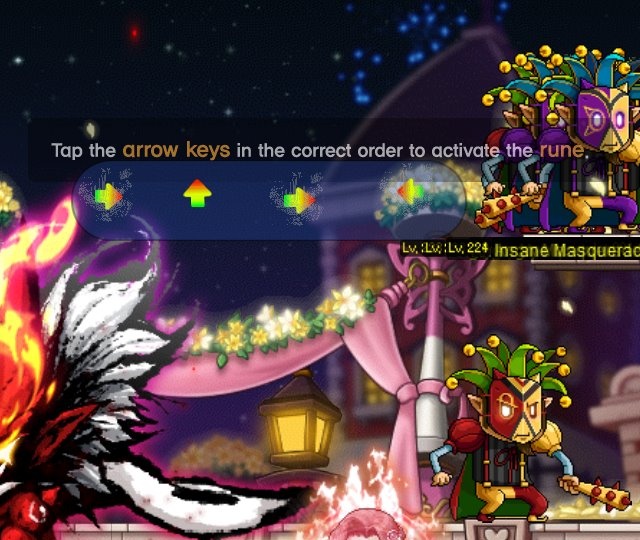 Tap the arrow keys in the correct order to activate the rune.
Lv. 224 Insane Masquerad